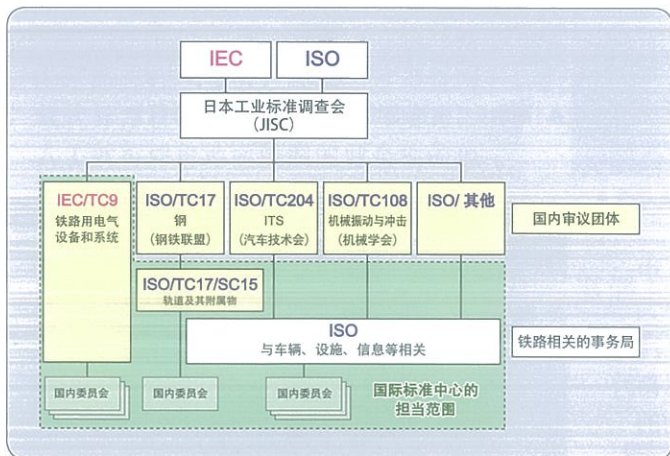 IEC
ISO
日本工业标准调查会
(JISC)
IEC/TC9
铁路用电气
设备和系统
ISO/TC17
钢
(钢铁联盟)
ISO/TC204
ITS
(汽车技术会)
ISO/TC108
机械振动与冲击
(机械学会)
ISO/ 其他
国内审议团体
ISO/TC17/SC15
轨道及其附属物
ISO
与车辆、设施、信息等相关
铁路相关的事务局
国内委员会
国内委员会
国内委员会
国际标准中心的
担当范围